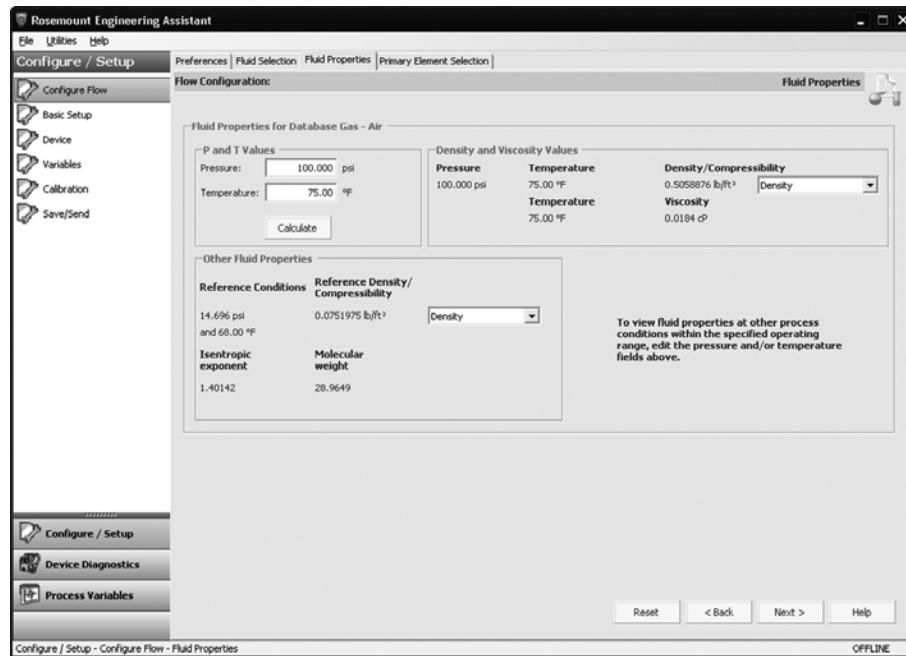 Rosemount Engineering Assistant
File Utilities Help
Configure / Setup
Configure Flow
Basic Setup
Device
Variables
Calibration
Save/Send
Configure / Setup
Device Diagnostics
Process Variables
Preferences Fluid Selection Fluid Properties Primary Element Selection
Flow Configuration: Fluid Properties
Fluid Properties for Database Gas - Air
P and T Values
Pressure: 100.000 psi
Temperature: 75.00 °F
Calculate
Density and Viscosity Values
Pressure Temperature Density/Compressibility
100.000 psi 75.00 °F 0.5058876 lb/ft³ Density
Temperature Viscosity
75.00 °F 0.0184 cP
Other Fluid Properties
Reference Conditions Reference Density/
Compressibility
14.696 psi 0.0751975 lb/ft³ Density
and 68.00 °F
Isentropic Molecular
exponent weight
1.40142 28.9649
To view fluid properties at other process
conditions within the specified operating
range, edit the pressure and/or temperature
fields above.
Reset < Back Next > Help
Configure / Setup - Configure Flow - Fluid Properties OFFLINE